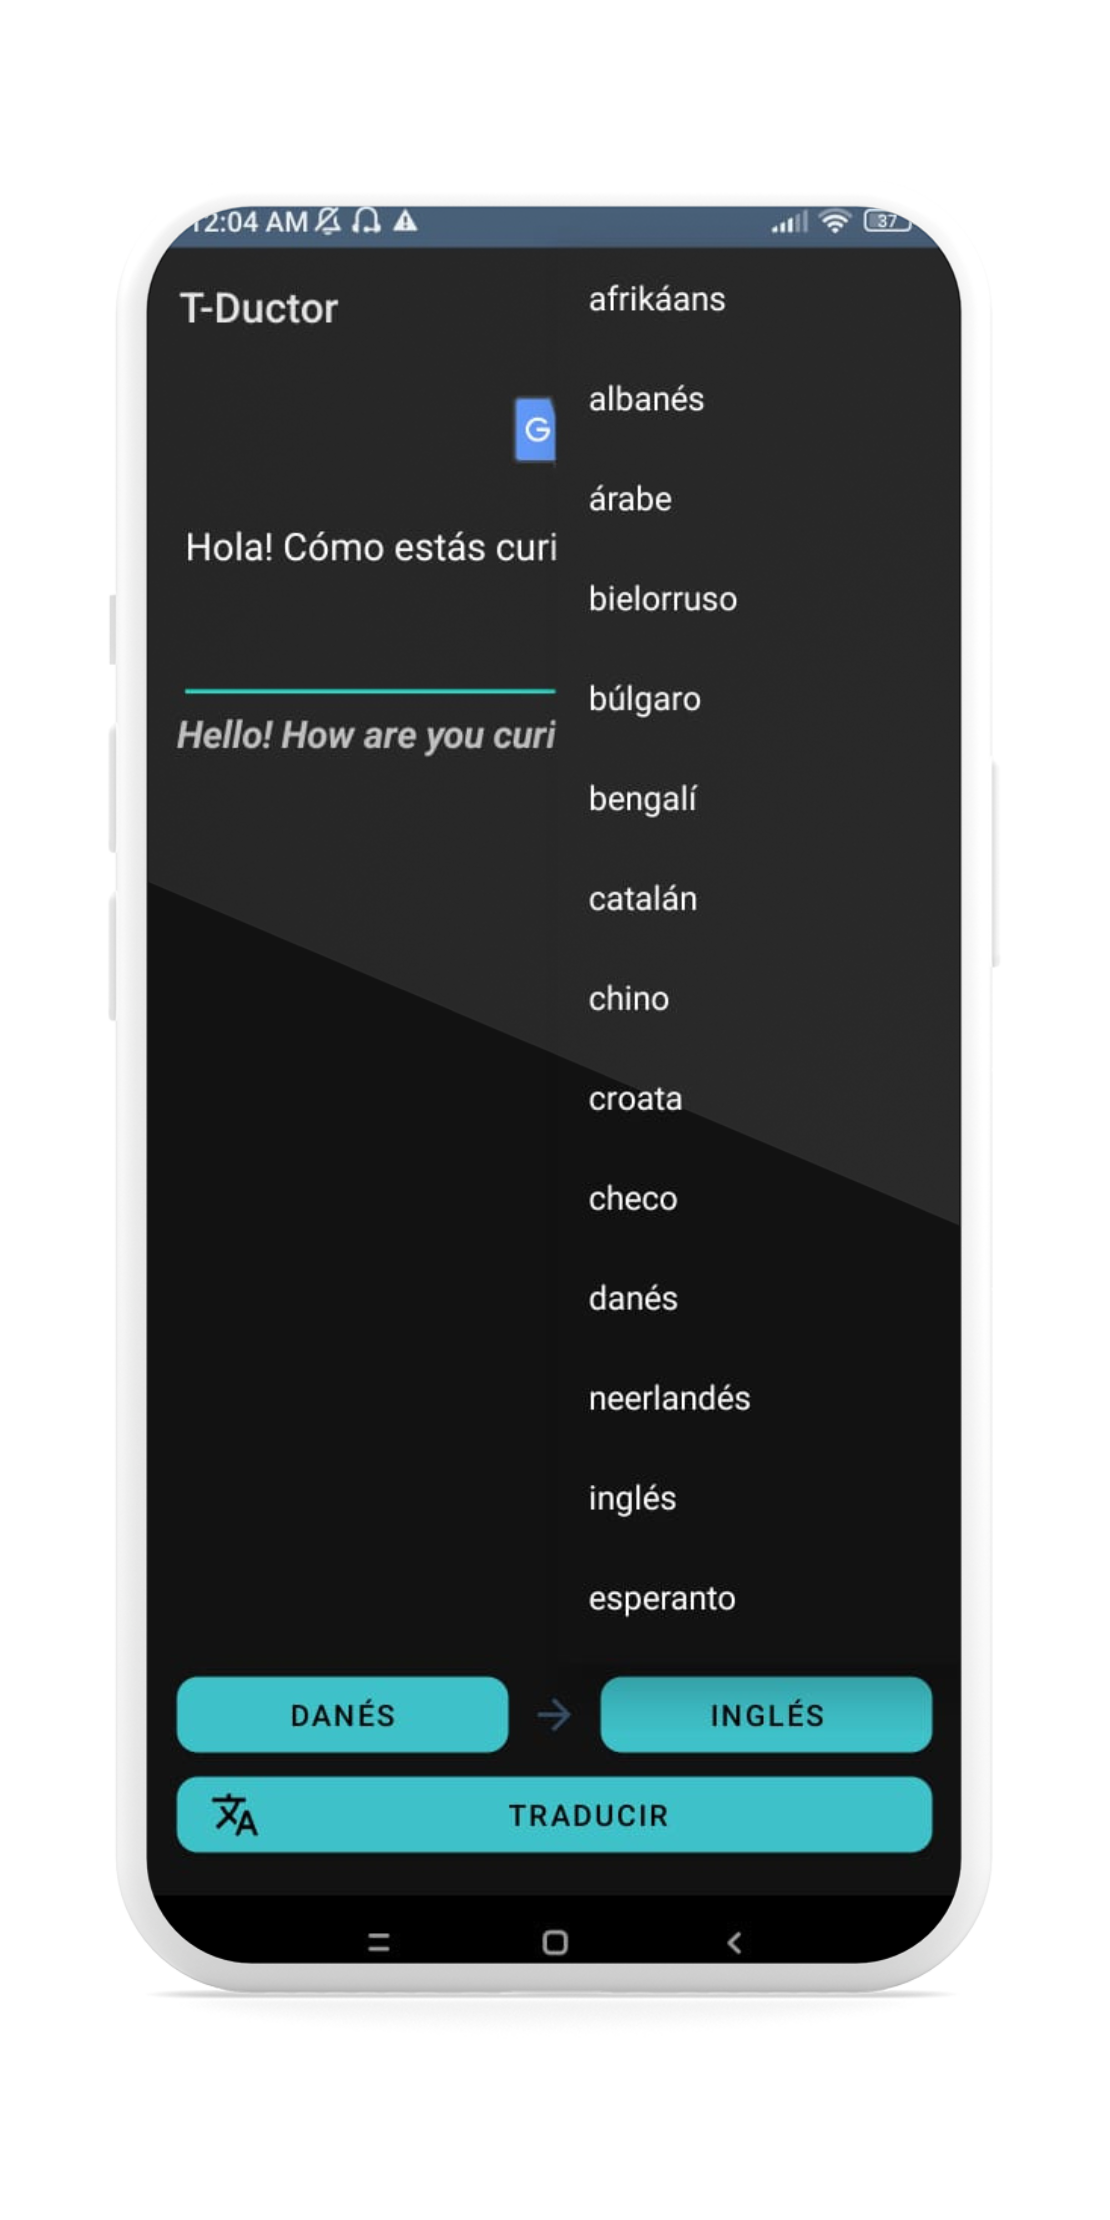 12:04 AM
37
T-Ductor
G
Hola! Cómo estás curi
Hello! How are you curi
afrikáans
albanés
árabe
bielorruso
búlgaro
bengalí
catalán
chino
croata
checo
danés
neerlandés
inglés
esperanto
DANÉS
INGLÉS
TRADUCIR